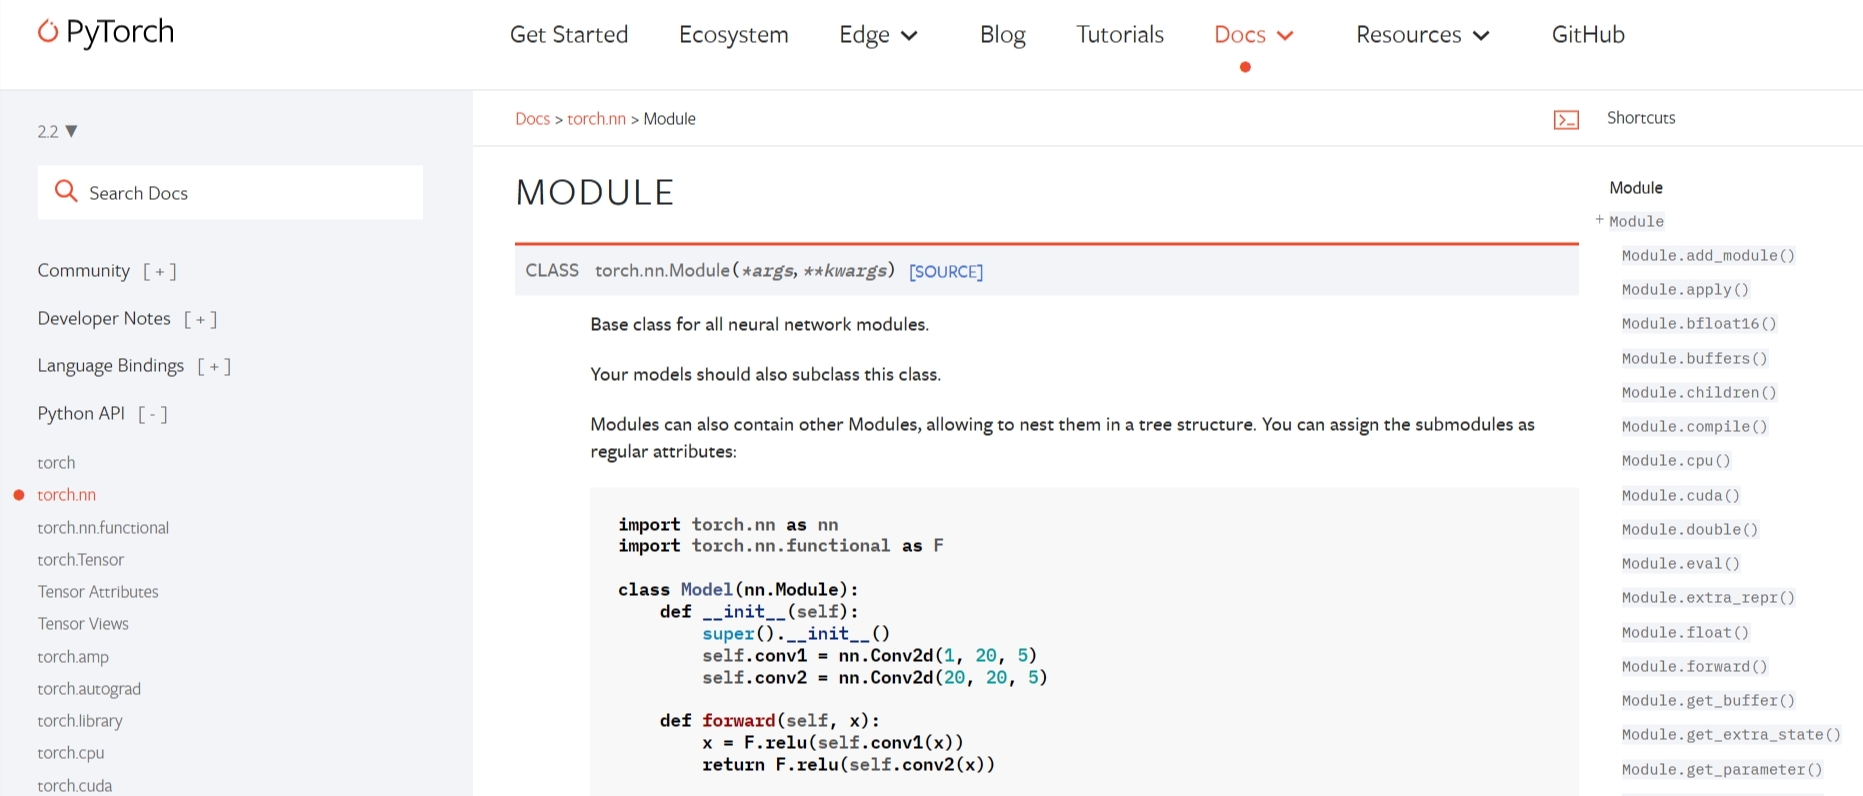 PyTorch
Get Started
Ecosystem
Edge
Blog
Tutorials
Docs
Resources
GitHub
2.2 ▼
Search Docs
Community [ + ]
Developer Notes [ + ]
Language Bindings [ + ]
Python API [ - ]
torch
torch.nn
torch.nn.functional
torch.Tensor
Tensor Attributes
Tensor Views
torch.amp
torch.autograd
torch.library
torch.cpu
torch.cuda
Docs > torch.nn > Module
MODULE
CLASS torch.nn.Module(*args, **kwargs) [SOURCE]
Base class for all neural network modules.
Your models should also subclass this class.
Modules can also contain other Modules, allowing to nest them in a tree structure. You can assign the submodules as
regular attributes:
import torch.nn as nn
import torch.nn.functional as F
class Model(nn.Module):
    def __init__(self):
        super().__init__()
        self.conv1 = nn.Conv2d(1, 20, 5)
        self.conv2 = nn.Conv2d(20, 20, 5)
    def forward(self, x):
        x = F.relu(self.conv1(x))
        return F.relu(self.conv2(x))
Shortcuts
Module
+ Module
Module.add_module()
Module.apply()
Module.bfloat16()
Module.buffers()
Module.children()
Module.compile()
Module.cpu()
Module.cuda()
Module.double()
Module.eval()
Module.extra_repr()
Module.float()
Module.forward()
Module.get_buffer()
Module.get_extra_state()
Module.get_parameter()